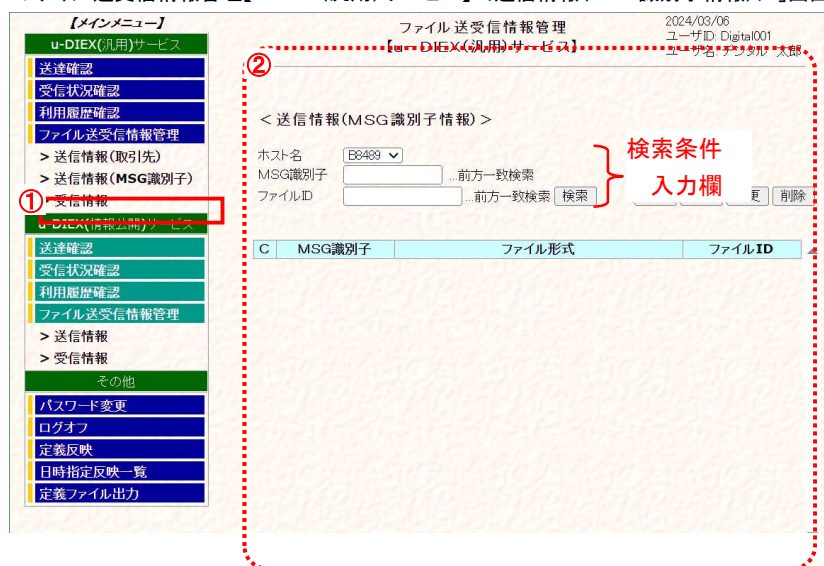 【メインメニュー】
u-DIEX(汎用)サービス
送達確認
受信状況確認
利用履歴確認
ファイル送受信情報管理
> 送信情報(取引先)
> 送信情報(MSG識別子)
> 受信情報
①
u-DIEX(情報公開)サービス
送達確認
受信状況確認
利用履歴確認
ファイル送受信情報管理
> 送信情報
> 受信情報
その他
パスワード変更
ログオフ
定義反映
日時指定反映一覧
定義ファイル出力
ファイル送受信情報管理
【u-DIEX(汎用)サービス】
2024/03/06
ユーザID: Digital001
ユーザ名: デジタル 太郎
②
<送信情報(MSG識別子情報)>
ホスト名 B8489
MSG識別子 ...前方一致検索
ファイルID ...前方一致検索 検索
検索条件
入力欄
更 削除
C MSG識別子 ファイル形式 ファイルID